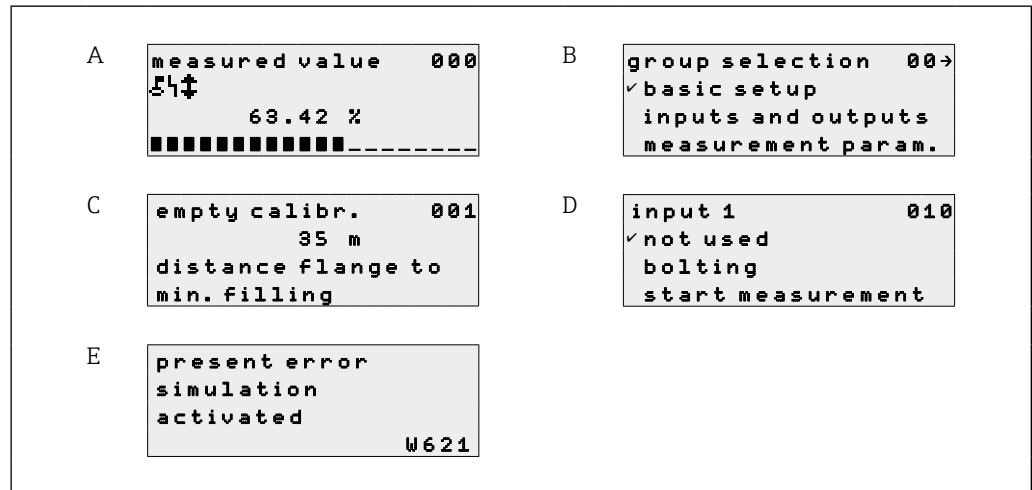 A
measured value 000
63.42 %
B
group selection 00→
✓basic setup
inputs and outputs
measurement param.
C
empty calibr. 001
35 m
distance flange to
min. filling
D
input 1 010
✓not used
bolting
start measurement
E
present error
simulation
activated
W621